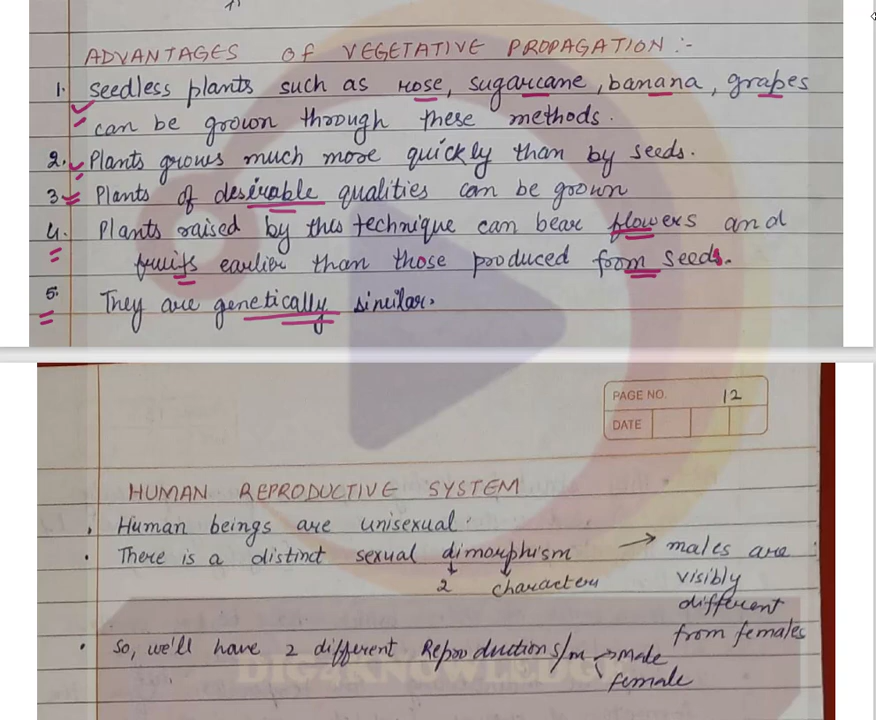 ADVANTAGES OF VEGETATIVE PROPAGATION :-
1. Seedless plants such as rose, sugarcane, banana, grapes
can be grown through these methods.
2. Plants grows much more quickly than by seeds.
3 Plants of desirable qualities can be grown
4. Plants raised by this technique can bear flowers and
fruits earlier than those produced from seeds.
5. They are genetically similar.
PAGE NO. 12
DATE
HUMAN REPRODUCTIVE SYSTEM
• Human beings are unisexual.
• There is a distinct sexual dimorphism → males are
2 characters visibly
different
from females
• So, we'll have 2 different Reproduction s/m → male
female
DIG4KNOWLEDGE